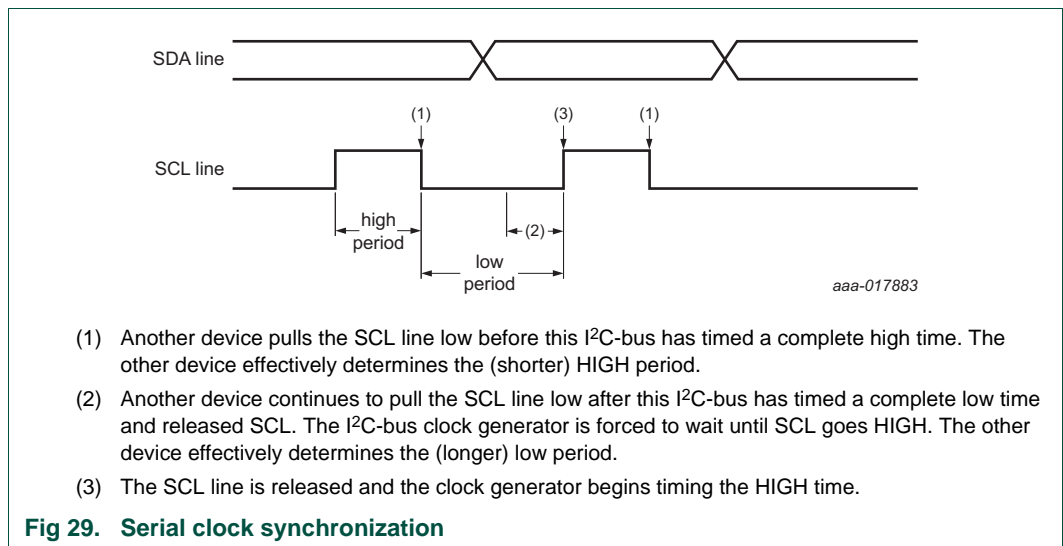 SDA line
(1) (3) (1)
SCL line
high
period
(2)
low
period
aaa-017883
(1) Another device pulls the SCL line low before this I²C-bus has timed a complete high time. The
other device effectively determines the (shorter) HIGH period.
(2) Another device continues to pull the SCL line low after this I²C-bus has timed a complete low time
and released SCL. The I²C-bus clock generator is forced to wait until SCL goes HIGH. The other
device effectively determines the (longer) low period.
(3) The SCL line is released and the clock generator begins timing the HIGH time.
Fig 29. Serial clock synchronization